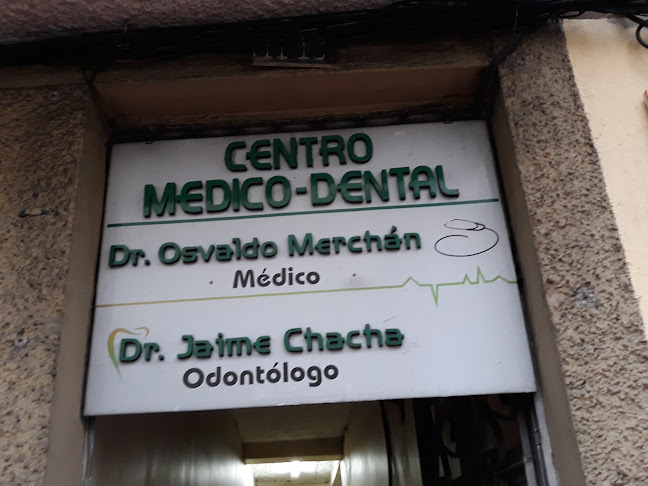 CENTRO
MEDICO-DENTAL
Dr. Osvaldo Merchán
Médico
Dr. Jaime Chacha
Odontólogo